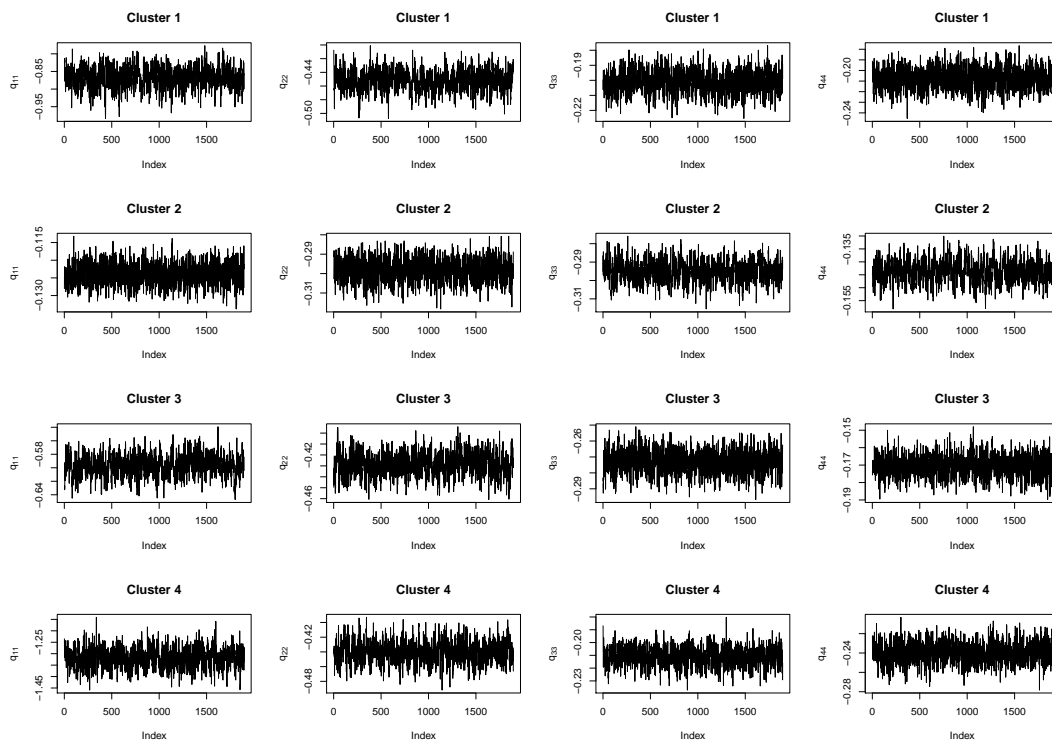 Cluster 1 Cluster 1 Cluster 1 Cluster 1
q11 −0.95 −0.85 q22 −0.50 −0.44 q33 −0.22 −0.19 q44 −0.24 −0.20
0 500 1000 1500 0 500 1000 1500 0 500 1000 1500 0 500 1000 1500
Index Index Index Index
Cluster 2 Cluster 2 Cluster 2 Cluster 2
q11 −0.130 −0.115 q22 −0.31 −0.29 q33 −0.31 −0.29 q44 −0.155 −0.135
0 500 1000 1500 0 500 1000 1500 0 500 1000 1500 0 500 1000 1500
Index Index Index Index
Cluster 3 Cluster 3 Cluster 3 Cluster 3
q11 −0.64 −0.58 q22 −0.46 −0.42 q33 −0.29 −0.26 q44 −0.19 −0.17 −0.15
0 500 1000 1500 0 500 1000 1500 0 500 1000 1500 0 500 1000 1500
Index Index Index Index
Cluster 4 Cluster 4 Cluster 4 Cluster 4
q11 −1.45 −1.25 q22 −0.48 −0.42 q33 −0.23 −0.20 q44 −0.28 −0.24
0 500 1000 1500 0 500 1000 1500 0 500 1000 1500 0 500 1000 1500
Index Index Index Index